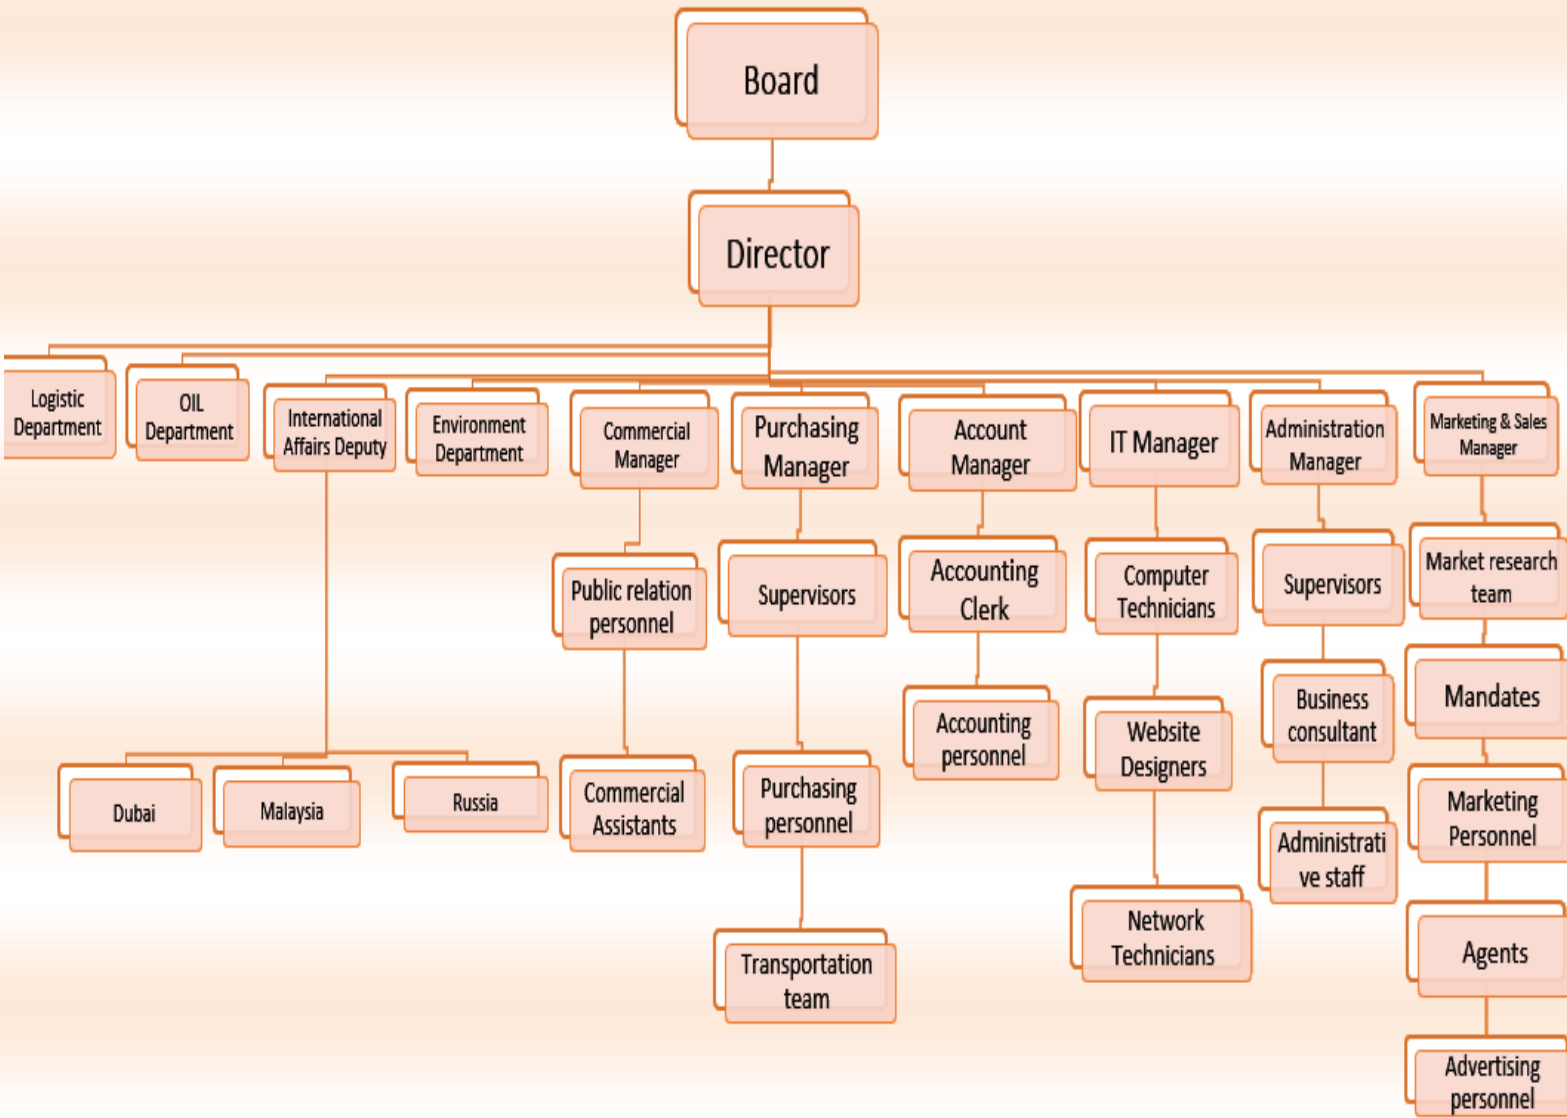 Board
Director
Logistic
Department
OIL
Department
International
Affairs Deputy
Environment
Department
Commercial
Manager
Purchasing
Manager
Account
Manager
IT Manager
Administration
Manager
Marketing & Sales
Manager
Public relation
personnel
Supervisors
Accounting
Clerk
Computer
Technicians
Supervisors
Market research
team
Dubai
Malaysia
Russia
Commercial
Assistants
Purchasing
personnel
Accounting
personnel
Website
Designers
Business
consultant
Mandates
Transportation
team
Network
Technicians
Administrati
ve staff
Marketing
Personnel
Agents
Advertising
personnel